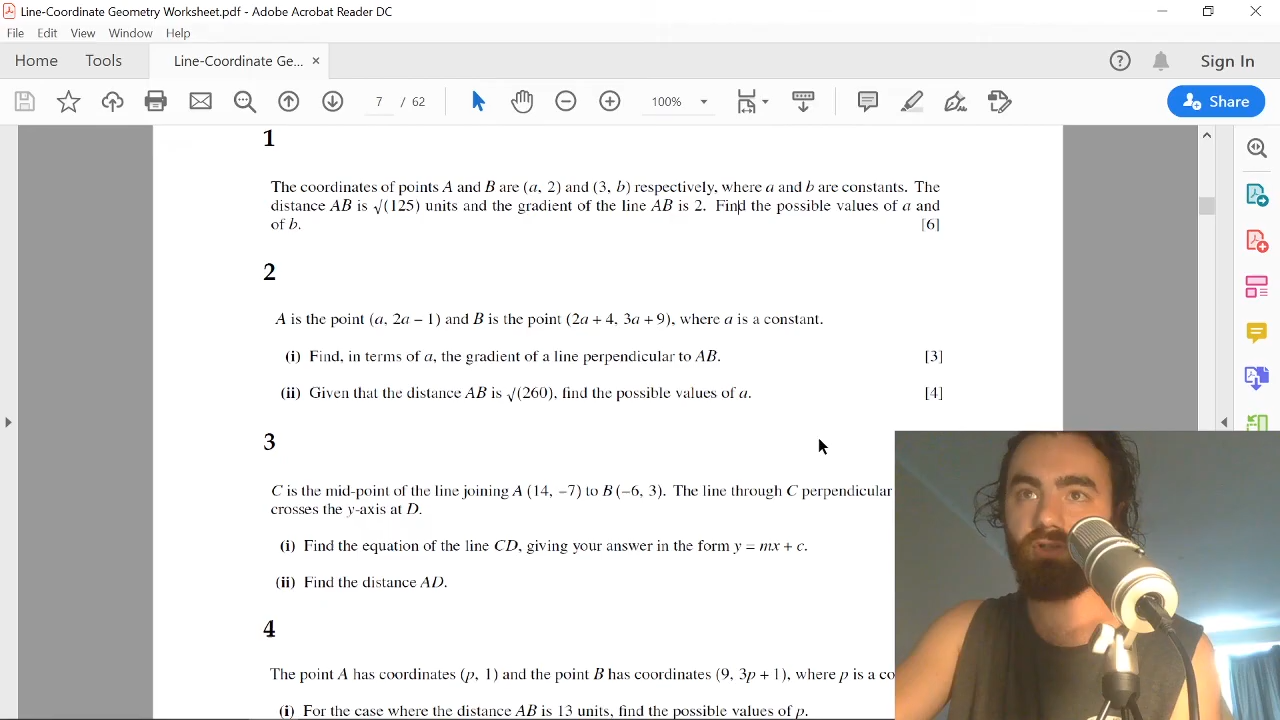 Line-Coordinate Geometry Worksheet.pdf - Adobe Acrobat Reader DC
File Edit View Window Help
Home Tools Line-Coordinate Ge... × Sign In
7 / 62 100% Share
1
The coordinates of points A and B are (a, 2) and (3, b) respectively, where a and b are constants. The
distance AB is √(125) units and the gradient of the line AB is 2. Find the possible values of a and
of b. [6]
2
A is the point (a, 2a − 1) and B is the point (2a + 4, 3a + 9), where a is a constant.
(i) Find, in terms of a, the gradient of a line perpendicular to AB. [3]
(ii) Given that the distance AB is √(260), find the possible values of a. [4]
3
C is the mid-point of the line joining A (14, −7) to B (−6, 3). The line through C perpendicular
crosses the y-axis at D.
(i) Find the equation of the line CD, giving your answer in the form y = mx + c.
(ii) Find the distance AD.
4
The point A has coordinates (p, 1) and the point B has coordinates (9, 3p + 1), where p is a co
(i) For the case where the distance AB is 13 units, find the possible values of p.